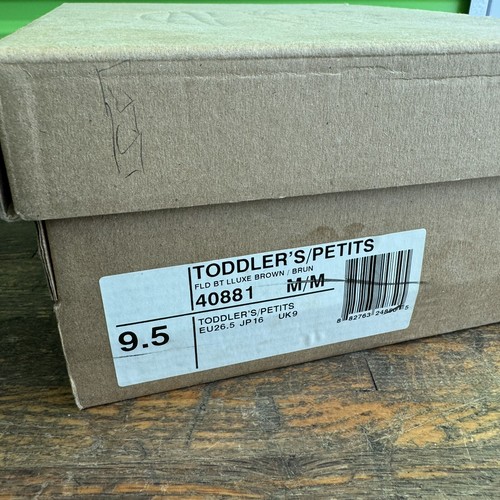 TODDLER'S/PETITS
FLD BT LLUXE BROWN / BRUN
40881 M/M
9.5
TODDLER'S/PETITS
EU26.5 JP16 UK9